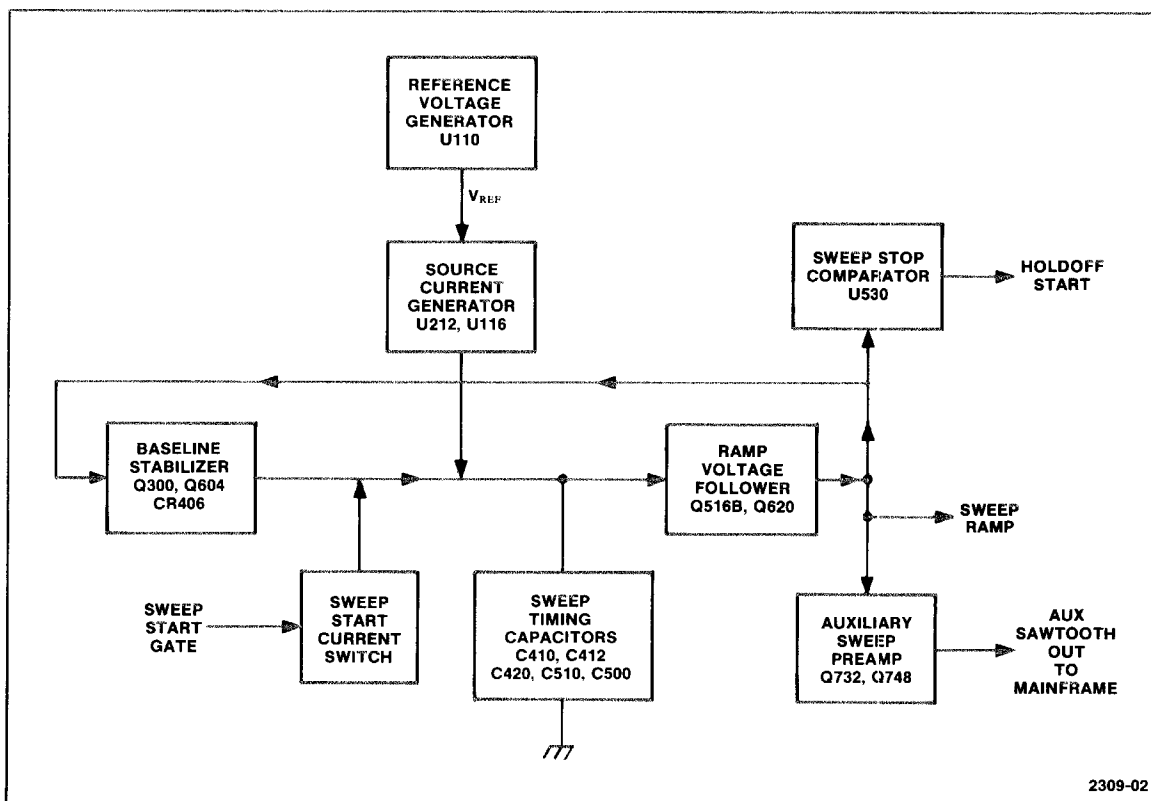 REFERENCE
VOLTAGE
GENERATOR
U110
VREF
SOURCE
CURRENT
GENERATOR
U212, U116
SWEEP STOP
COMPARATOR
U530
HOLDOFF
START
BASELINE
STABILIZER
Q300, Q604
CR406
RAMP
VOLTAGE
FOLLOWER
Q516B, Q620
SWEEP
RAMP
SWEEP
START
GATE
SWEEP
START
CURRENT
SWITCH
SWEEP
TIMING
CAPACITORS
C410, C412
C420, C510, C500
AUXILIARY
SWEEP
PREAMP
Q732, Q748
AUX
SAWTOOTH
OUT
TO
MAINFRAME
2309-02